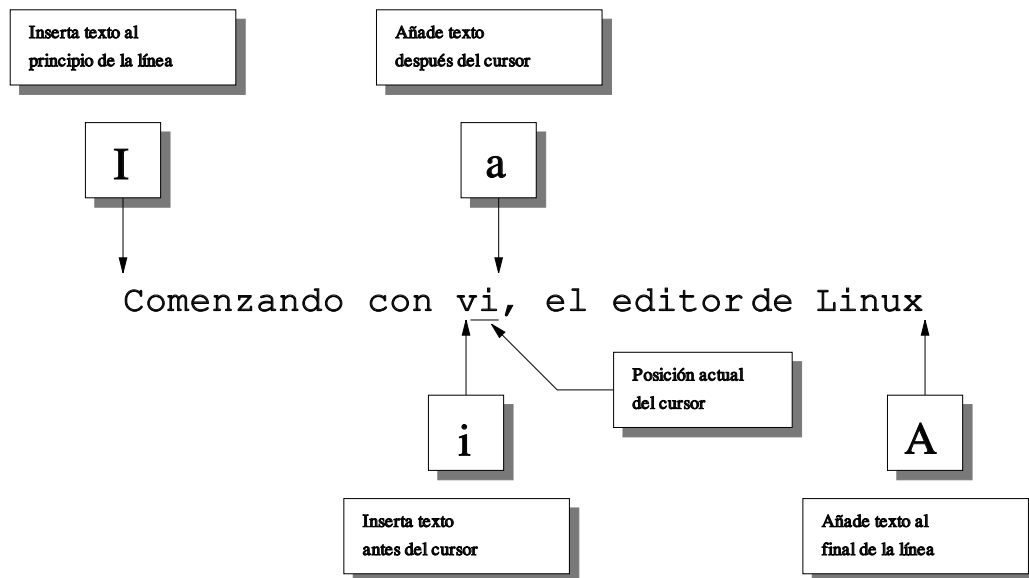 Inserta texto al
principio de la línea
Añade texto
después del cursor
I
a
Comenzando con vi, el editor de Linux
Posición actual
del cursor
i
A
Inserta texto
antes del cursor
Añade texto al
final de la línea